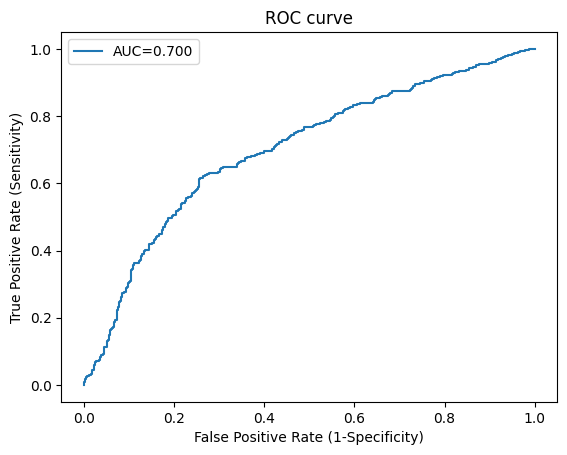 ROC curve
AUC=0.700
True Positive Rate (Sensitivity)
1.0
0.8
0.6
0.4
0.2
0.0
0.0 0.2 0.4 0.6 0.8 1.0
False Positive Rate (1-Specificity)